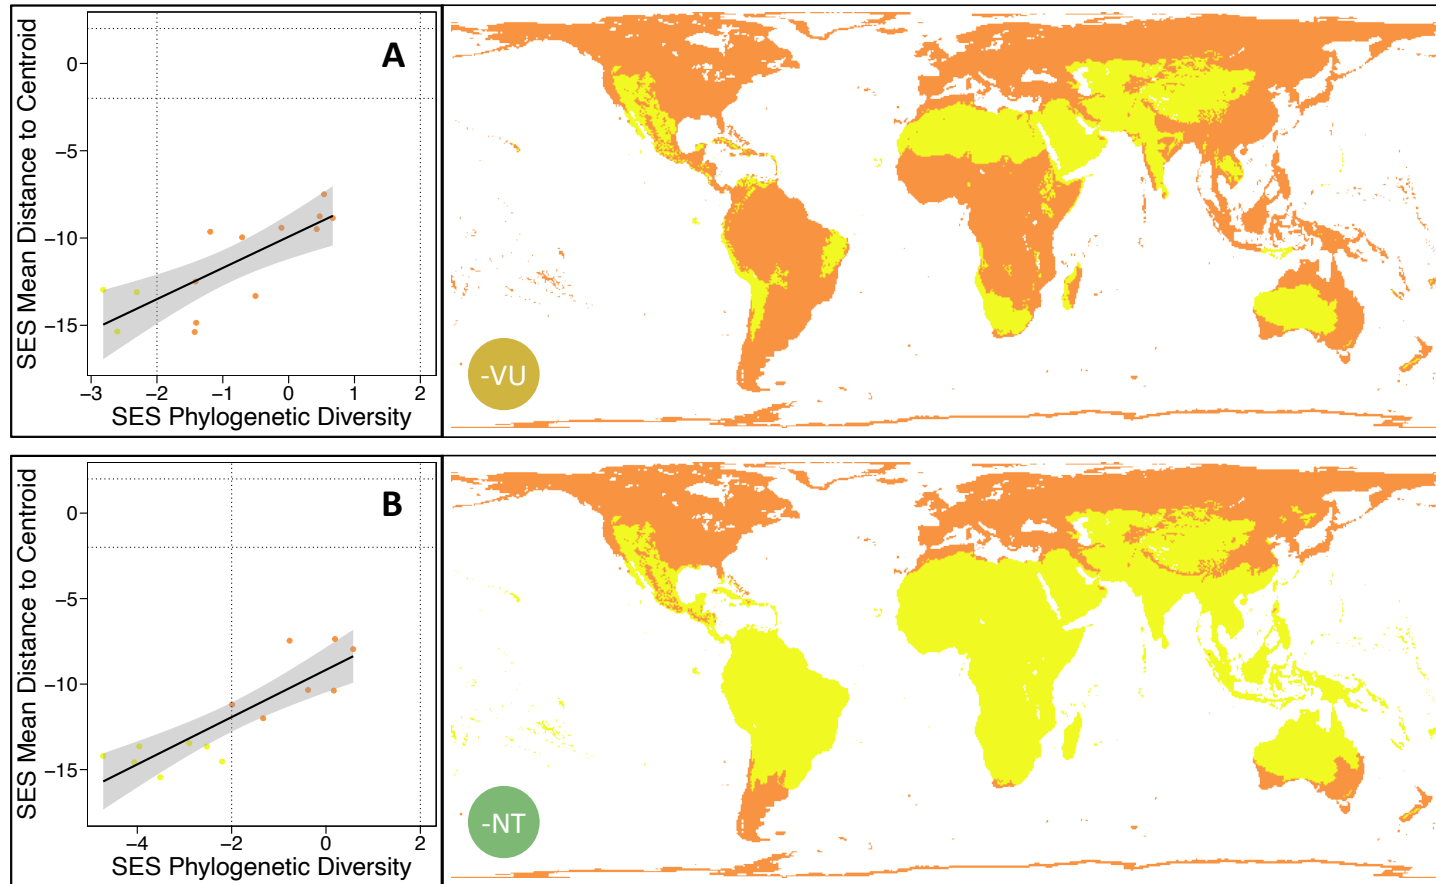 A
SES Mean Distance to Centroid
0
−5
−10
−15
−3
−2
−1
0
1
2
SES Phylogenetic Diversity
-VU
B
SES Mean Distance to Centroid
0
−5
−10
−15
−4
−2
0
2
SES Phylogenetic Diversity
-NT